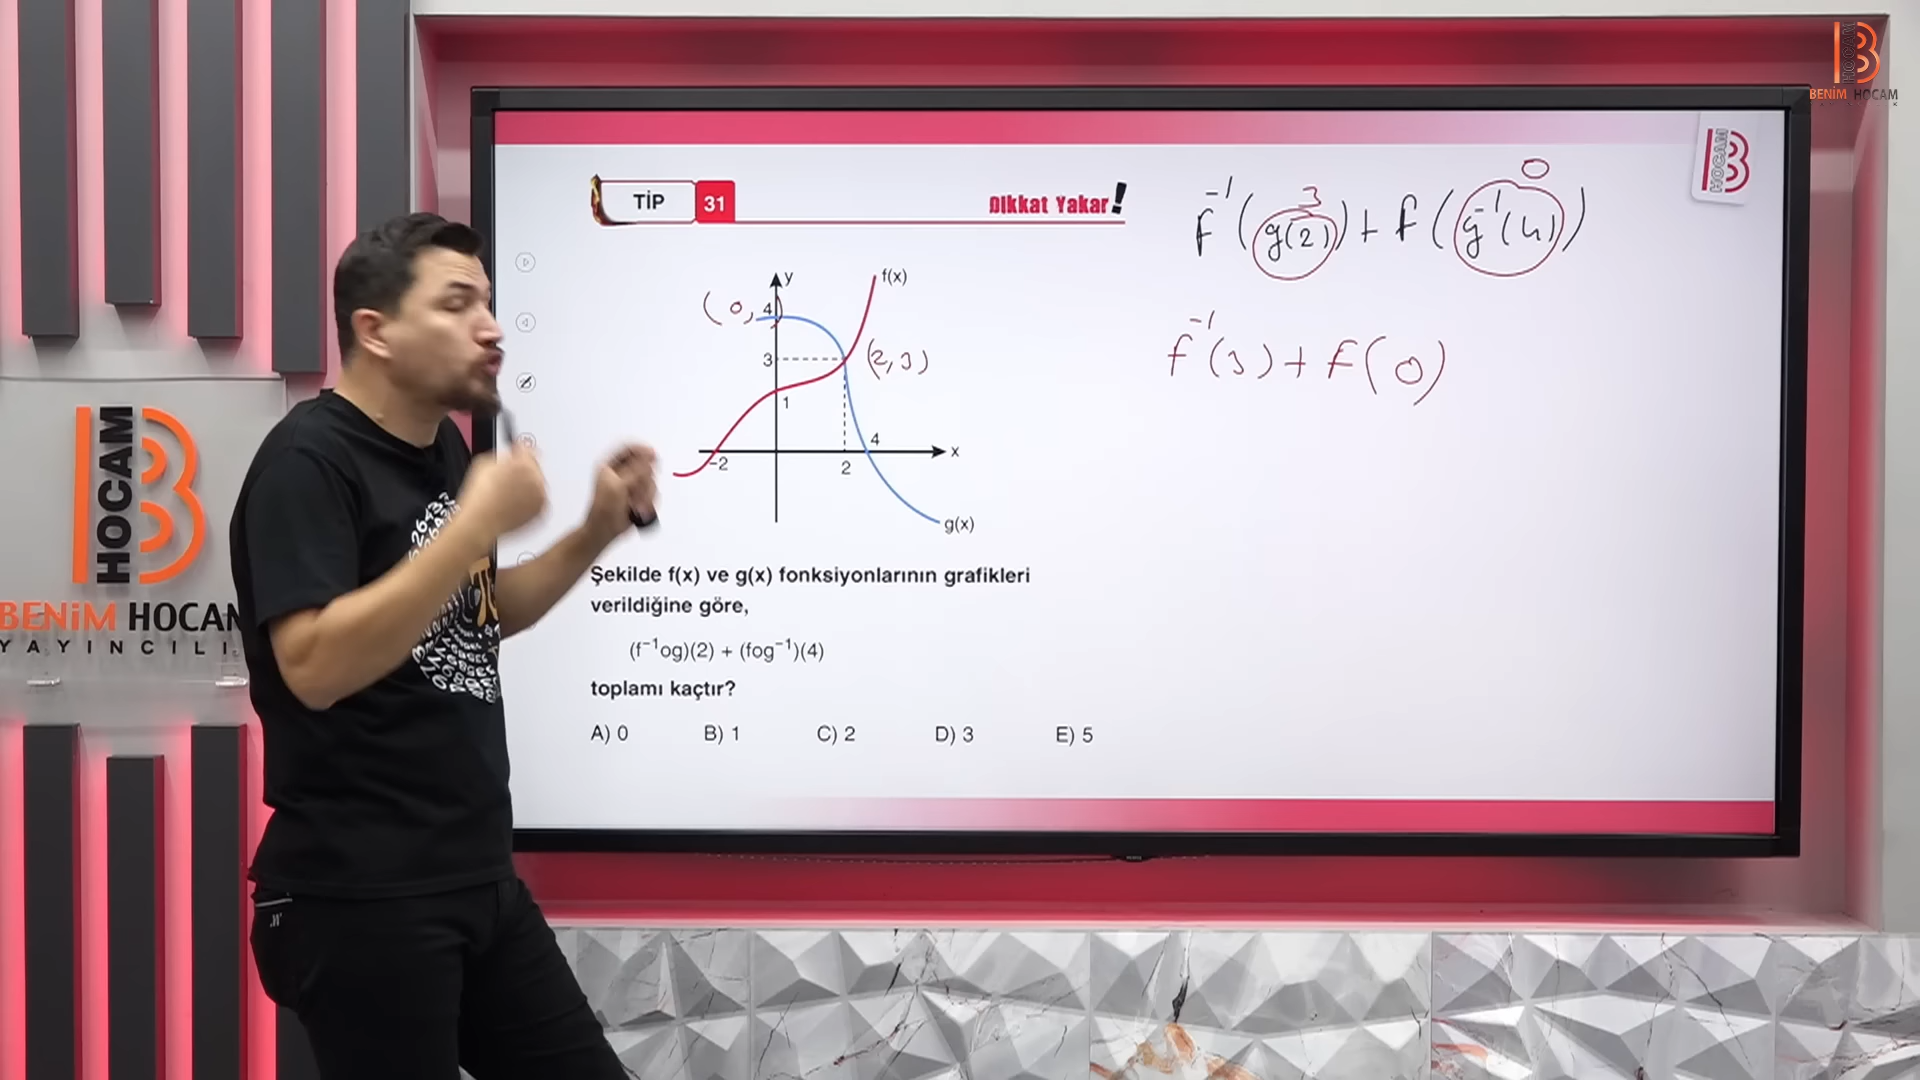 B HOCAM
BENİM HOCAM
HOCAM B
BENİM HOCAM
YAYINCILI
B HOCAM
TİP 31
Dikkat Yakar!
y
f(x)
(0, 4)
3
(2, 3)
1
4
x
-2
2
g(x)
f⁻¹(g(2)) + f(g⁻¹(4))
3
0
f⁻¹(3) + f(0)
Şekilde f(x) ve g(x) fonksiyonlarının grafikleri
verildiğine göre,
(f⁻¹og)(2) + (fog⁻¹)(4)
toplamı kaçtır?
A) 0 B) 1 C) 2 D) 3 E) 5